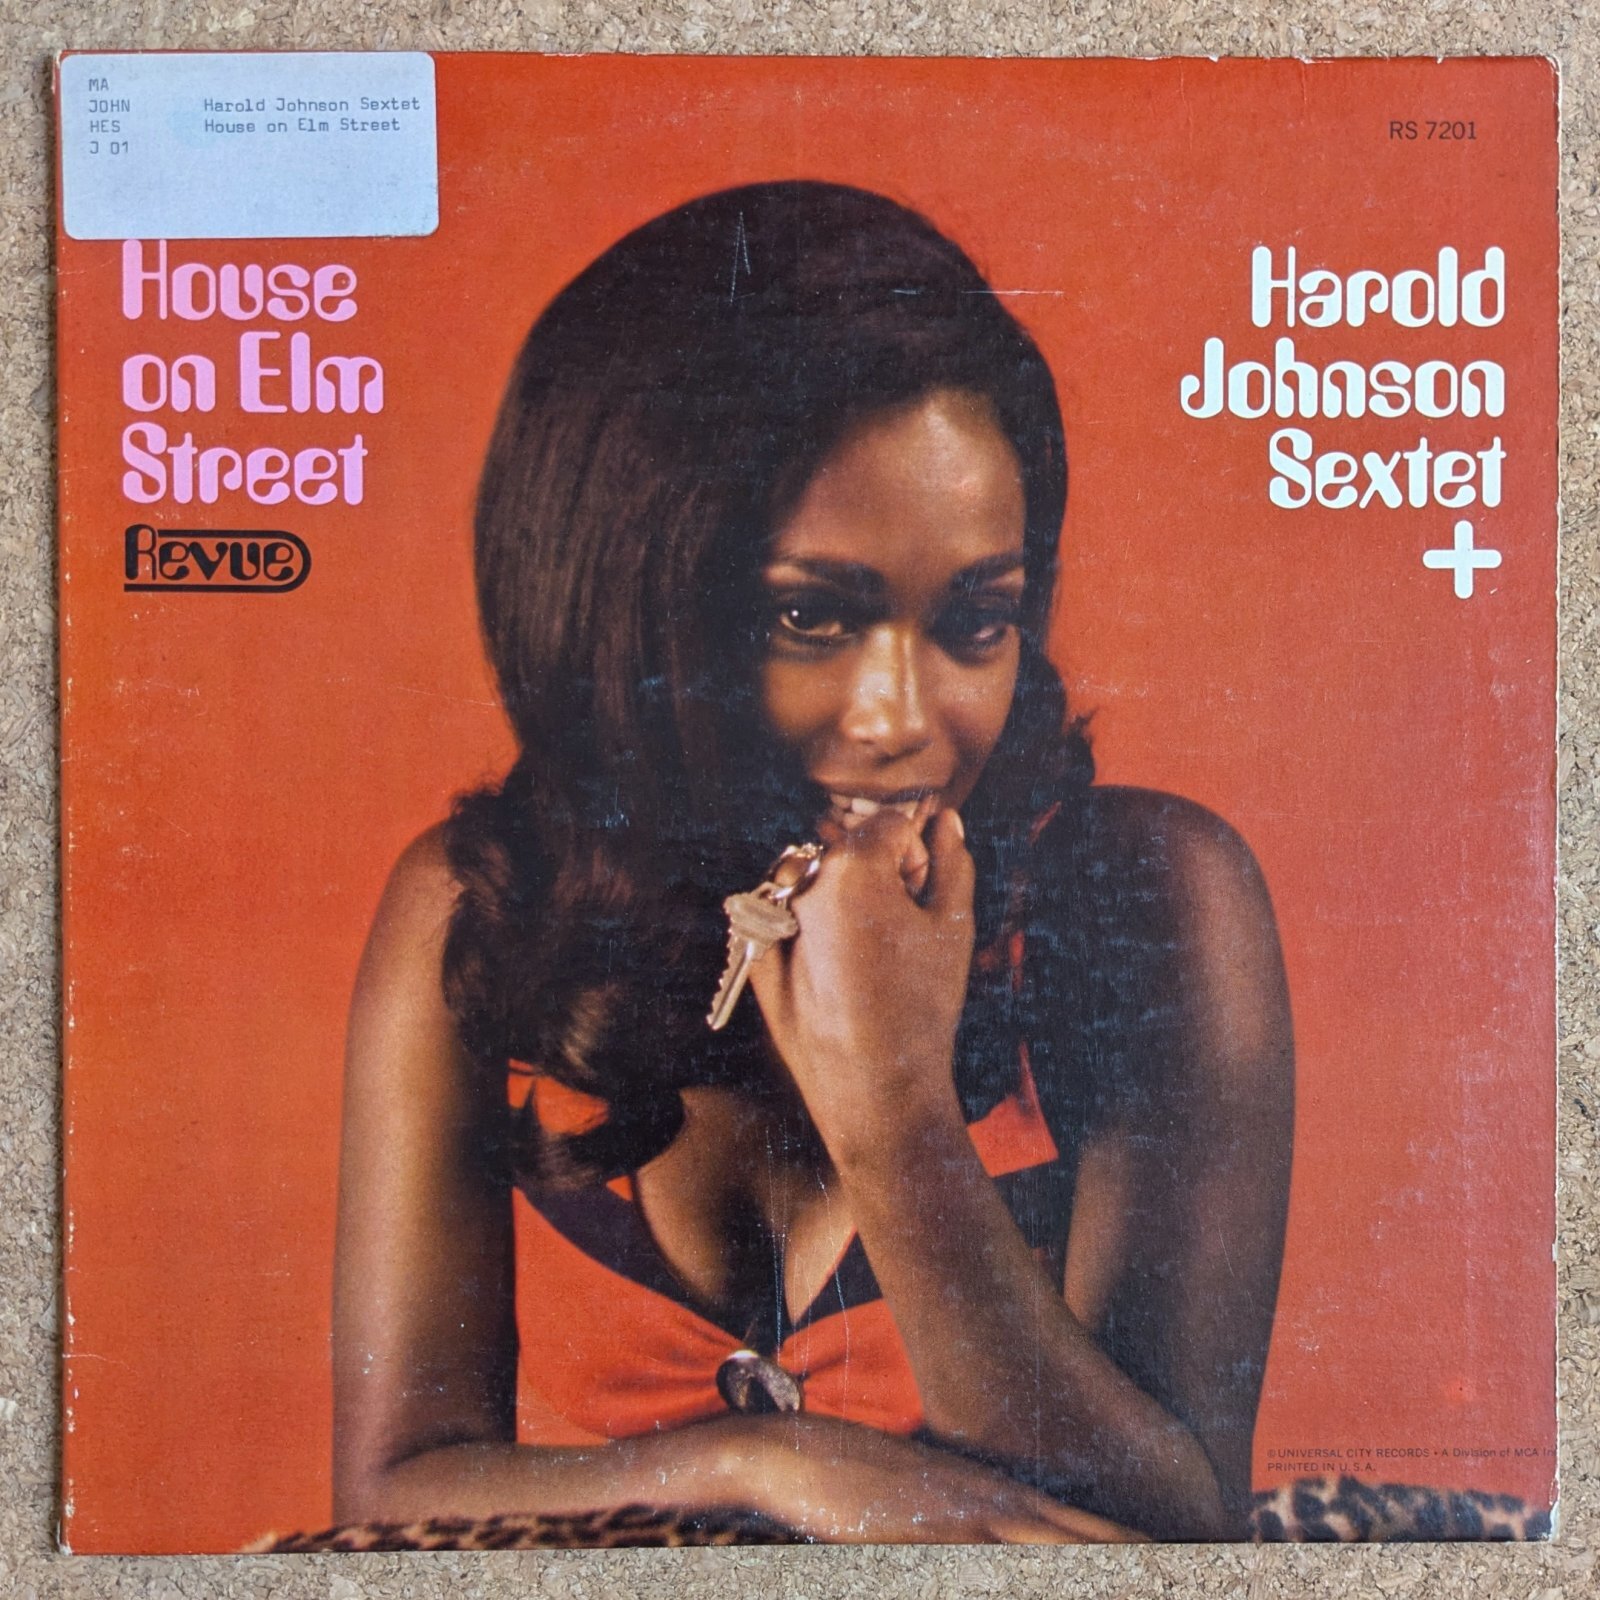 MA
JOHN Harold Johnson Sextet
HES House on Elm Street
J 01
RS 7201
House
on Elm
Street
Revue
Harold
Johnson
Sextet
+
©UNIVERSAL CITY RECORDS • A Division of MCA In
PRINTED IN U.S.A.